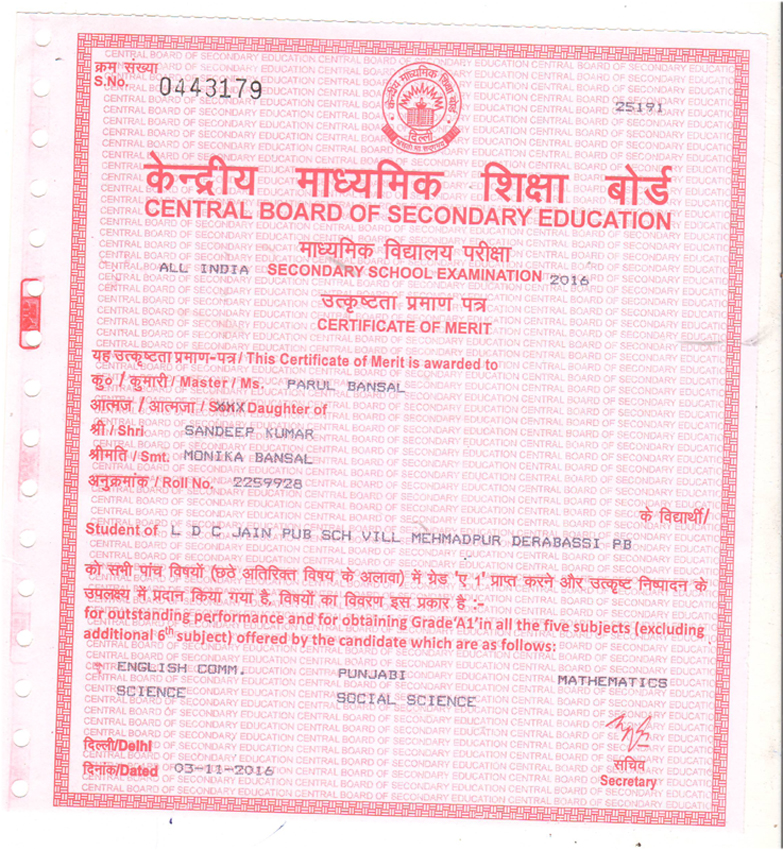 क्रम संख्या
S.No. 0443179
केन्द्रीय माध्यमिक शिक्षा बोर्ड
दिल्ली
25191
केन्द्रीय माध्यमिक शिक्षा बोर्ड
CENTRAL BOARD OF SECONDARY EDUCATION
माध्यमिक विद्यालय परीक्षा
ALL INDIA SECONDARY SCHOOL EXAMINATION 2016
उत्कृष्टता प्रमाण पत्र
CERTIFICATE OF MERIT
यह उत्कृष्टता प्रमाण-पत्र/ This Certificate of Merit is awarded to
कु० / कुमारी / Master / Ms. PARUL BANSAL
आत्मज / आत्मजा / SXXX Daughter of
श्री / Shri SANDEEP KUMAR
श्रीमति / Smt. MONIKA BANSAL
अनुक्रमांक / Roll No. 2259928
के विद्यार्थी/
Student of L D C JAIN PUB SCH VILL MEHMADPUR DERABASSI PB
को सभी पांच विषयों (छठे अतिरिक्त विषय के अलावा) में ग्रेड 'ए 1' प्राप्त करने और उत्कृष्ट निष्पादन के
उपलक्ष्य में प्रदान किया गया है, विषयों का विवरण इस प्रकार है :-
for outstanding performance and for obtaining Grade'A1'in all the five subjects (excluding
additional 6th subject) offered by the candidate which are as follows:
ENGLISH COMM. PUNJABI MATHEMATICS
SCIENCE SOCIAL SCIENCE
दिल्ली/Delhi
दिनांक/Dated 03-11-2016
सचिव
Secretary